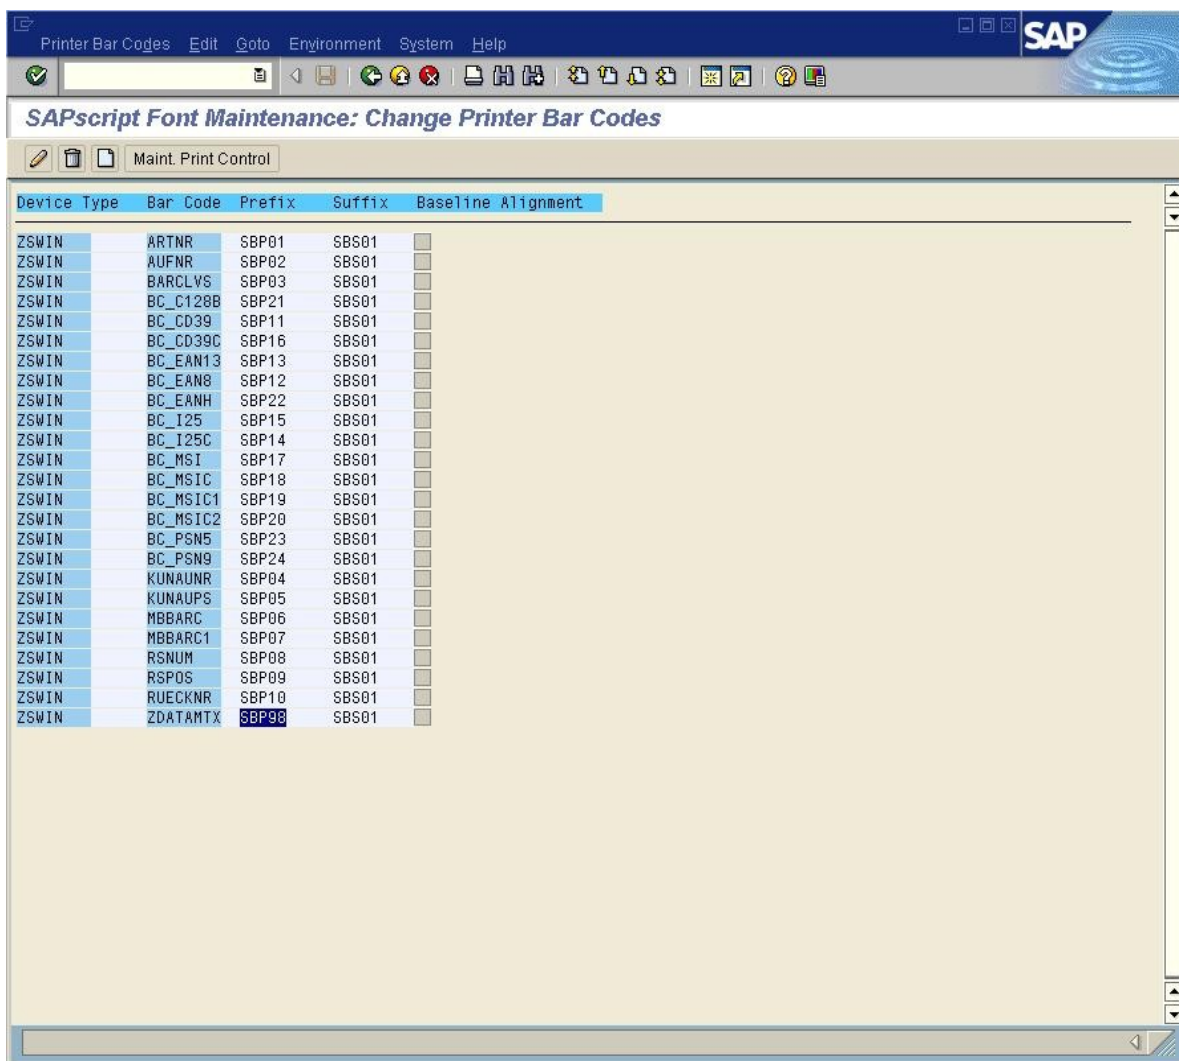 SAP
Printer Bar Codes Edit Goto Environment System Help
SAPscript Font Maintenance: Change Printer Bar Codes
Maint. Print Control
Device Type Bar Code Prefix Suffix Baseline Alignment
ZSWIN ARTNR SBP01 SBS01
ZSWIN AUFNR SBP02 SBS01
ZSWIN BARCLVS SBP03 SBS01
ZSWIN BC_C128B SBP21 SBS01
ZSWIN BC_CD39 SBP11 SBS01
ZSWIN BC_CD39C SBP16 SBS01
ZSWIN BC_EAN13 SBP13 SBS01
ZSWIN BC_EAN8 SBP12 SBS01
ZSWIN BC_EANH SBP22 SBS01
ZSWIN BC_I25 SBP15 SBS01
ZSWIN BC_I25C SBP14 SBS01
ZSWIN BC_MSI SBP17 SBS01
ZSWIN BC_MSIC SBP18 SBS01
ZSWIN BC_MSIC1 SBP19 SBS01
ZSWIN BC_MSIC2 SBP20 SBS01
ZSWIN BC_PSN5 SBP23 SBS01
ZSWIN BC_PSN9 SBP24 SBS01
ZSWIN KUNAUNR SBP04 SBS01
ZSWIN KUNAUPS SBP05 SBS01
ZSWIN MBBARC SBP06 SBS01
ZSWIN MBBARC1 SBP07 SBS01
ZSWIN RSNUM SBP08 SBS01
ZSWIN RSPOS SBP09 SBS01
ZSWIN RUECKNR SBP10 SBS01
ZSWIN ZDATAMTX SBP98 SBS01